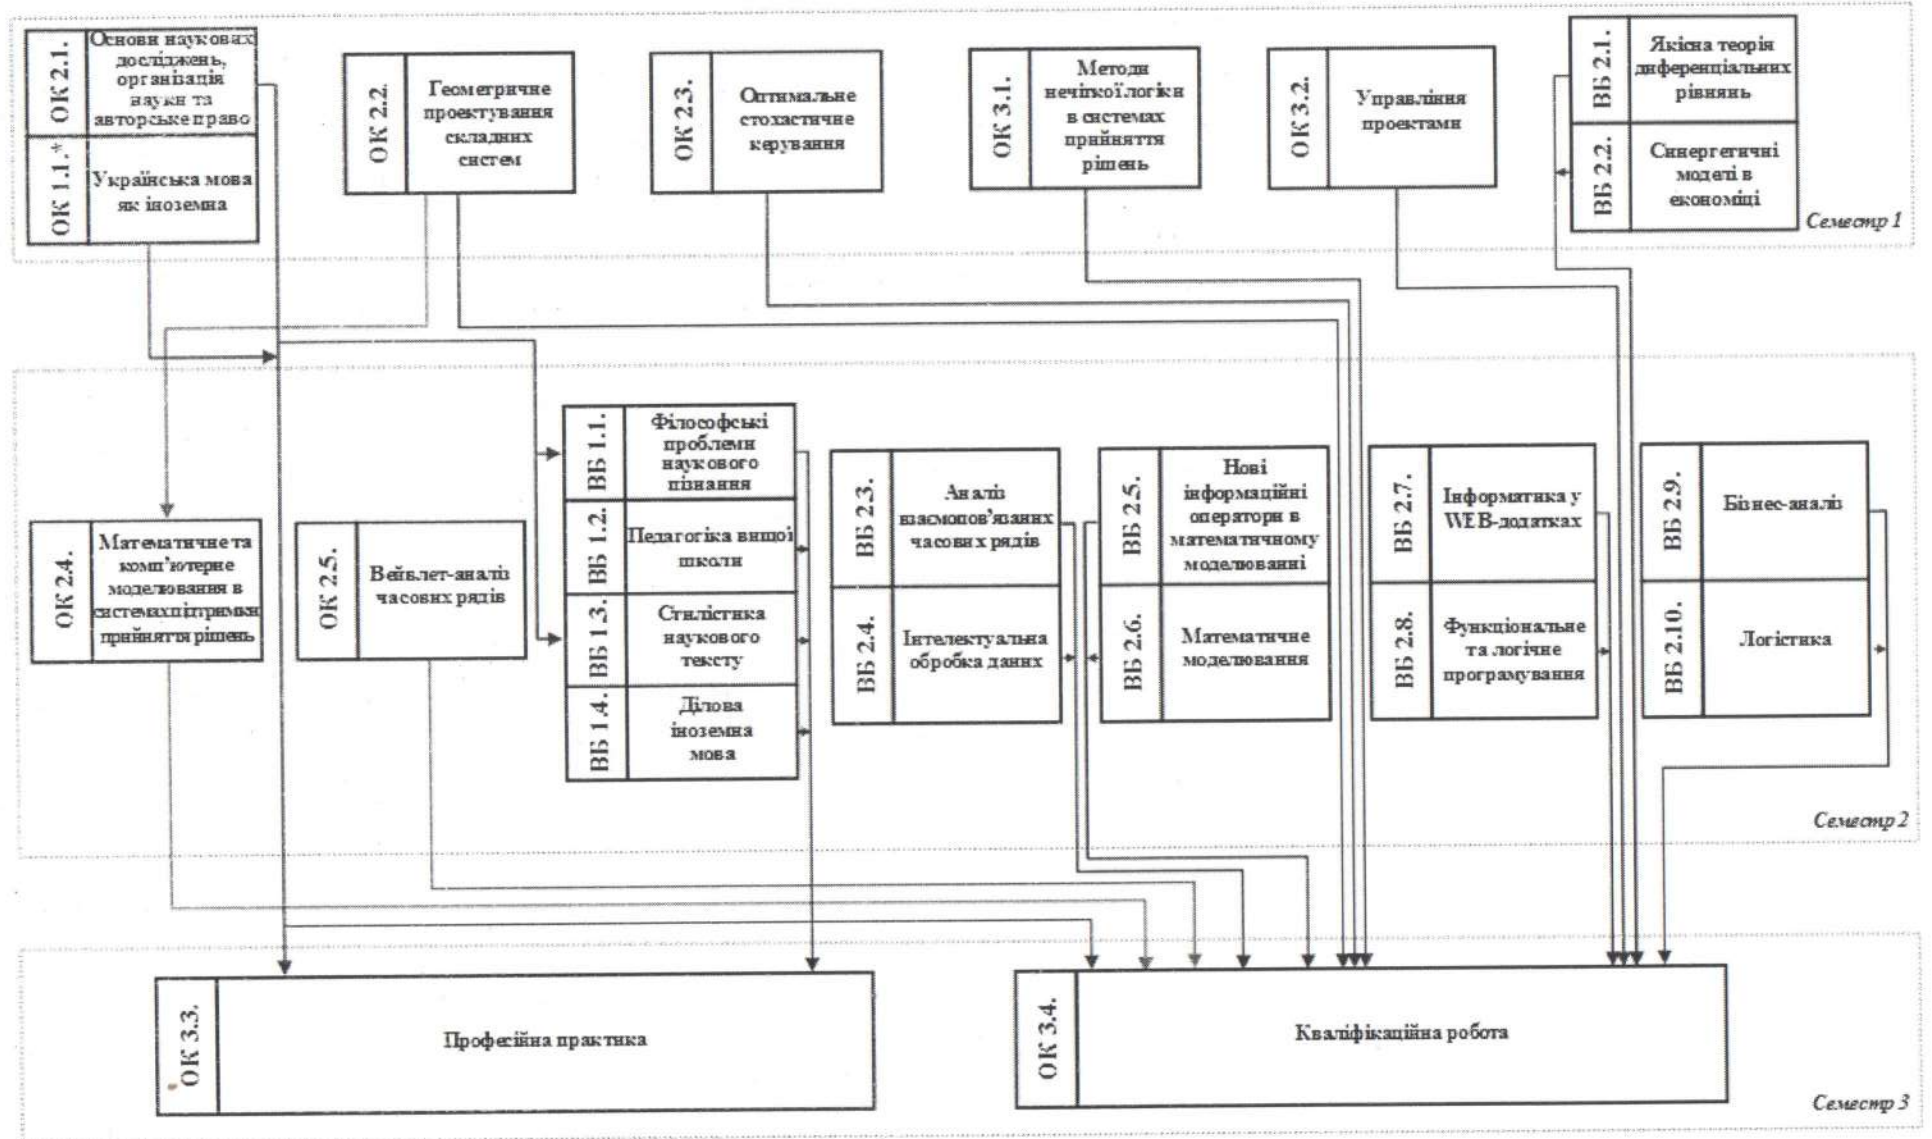 ОК 2.1.
Основи наукових
досліджень,
організація
науки та
авторське право
ОК 1.1.*
Українська мова
як іноземна
ОК 2.2.
Геометричне
проектування
складних
систем
ОК 2.3.
Оптимальне
стохастичне
керування
ОК 3.1.
Методи
нечіткої логіки
в системах
прийняття
рішень
ОК 3.2.
Управління
проектами
ВБ 2.1.
Якісна теорія
диференціальних
рівнянь
ВБ 2.2.
Синергетичні
моделі в
економіці
Семестр 1
ОК 2.4.
Математичне та
комп'ютерне
моделювання в
системах підтримки
прийняття рішень
ОК 2.5.
Вейвлет-аналіз
часових рядів
ВБ 1.1.
Філософські
проблеми
наукового
пізнання
ВБ 1.2.
Педагогіка вищої
школи
ВБ 1.3.
Стилістика
наукового
тексту
ВБ 1.4.
Ділова
іноземна
мова
ВБ 2.3.
Аналіз
взаємопов'язаних
часових рядів
ВБ 2.4.
Інтелектуальна
обробка даних
ВБ 2.5.
Нові
інформаційні
оператори в
математичному
моделюванні
ВБ 2.6.
Математичне
моделювання
ВБ 2.7.
Інформатика у
WEB-додатках
ВБ 2.8.
Функціональне
та логічне
програмування
ВБ 2.9.
Бізнес-аналіз
ВБ 2.10.
Логістика
Семестр 2
ОК 3.3.
Професійна практика
ОК 3.4.
Кваліфікаційна робота
Семестр 3